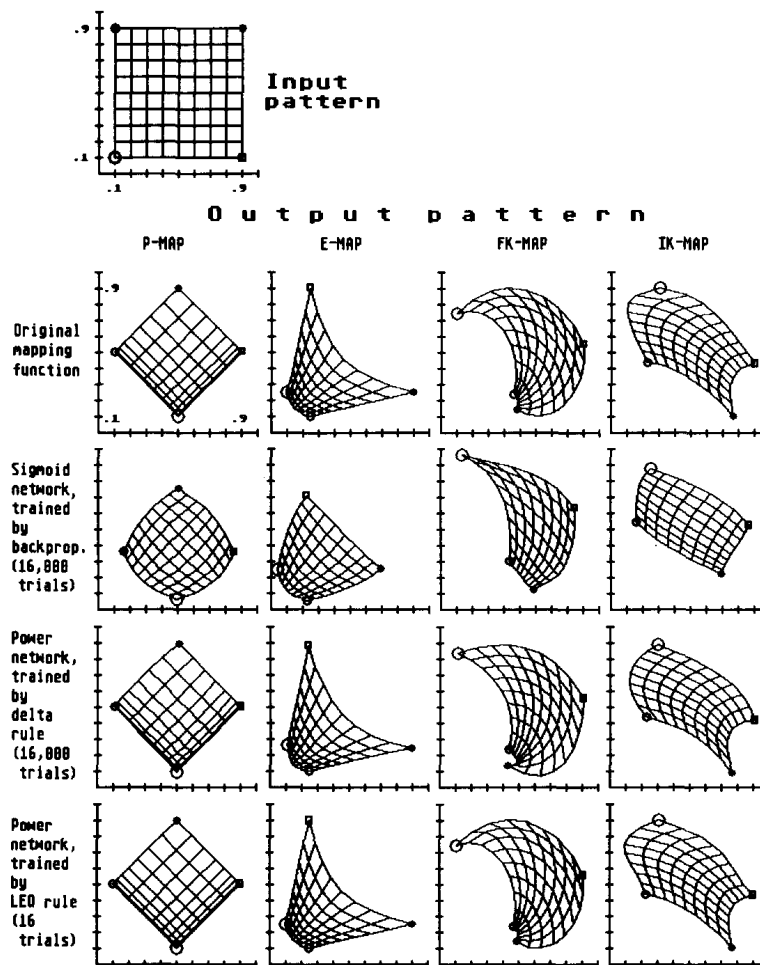 .9
Input
pattern
.1
.1 .9
Output pattern
P-MAP E-MAP FK-MAP IK-MAP
.9
Original
mapping
function
.1 .9
Sigmoid
network,
trained
by
backprop.
(16,000
trials)
Power
network,
trained
by
delta
rule
(16,000
trials)
Power
network,
trained
by
LEO rule
(16
trials)